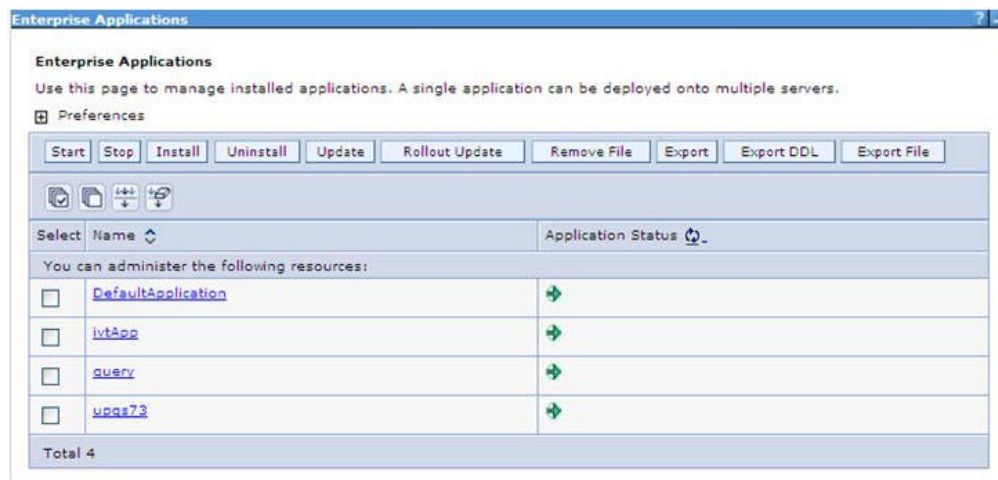 Enterprise Applications
?
Enterprise Applications
Use this page to manage installed applications. A single application can be deployed onto multiple servers.
Preferences
Start Stop Install Uninstall Update Rollout Update Remove File Export Export DDL Export File
Select Name Application Status
You can administer the following resources:
DefaultApplication
ivtApp
query
upqs73
Total 4